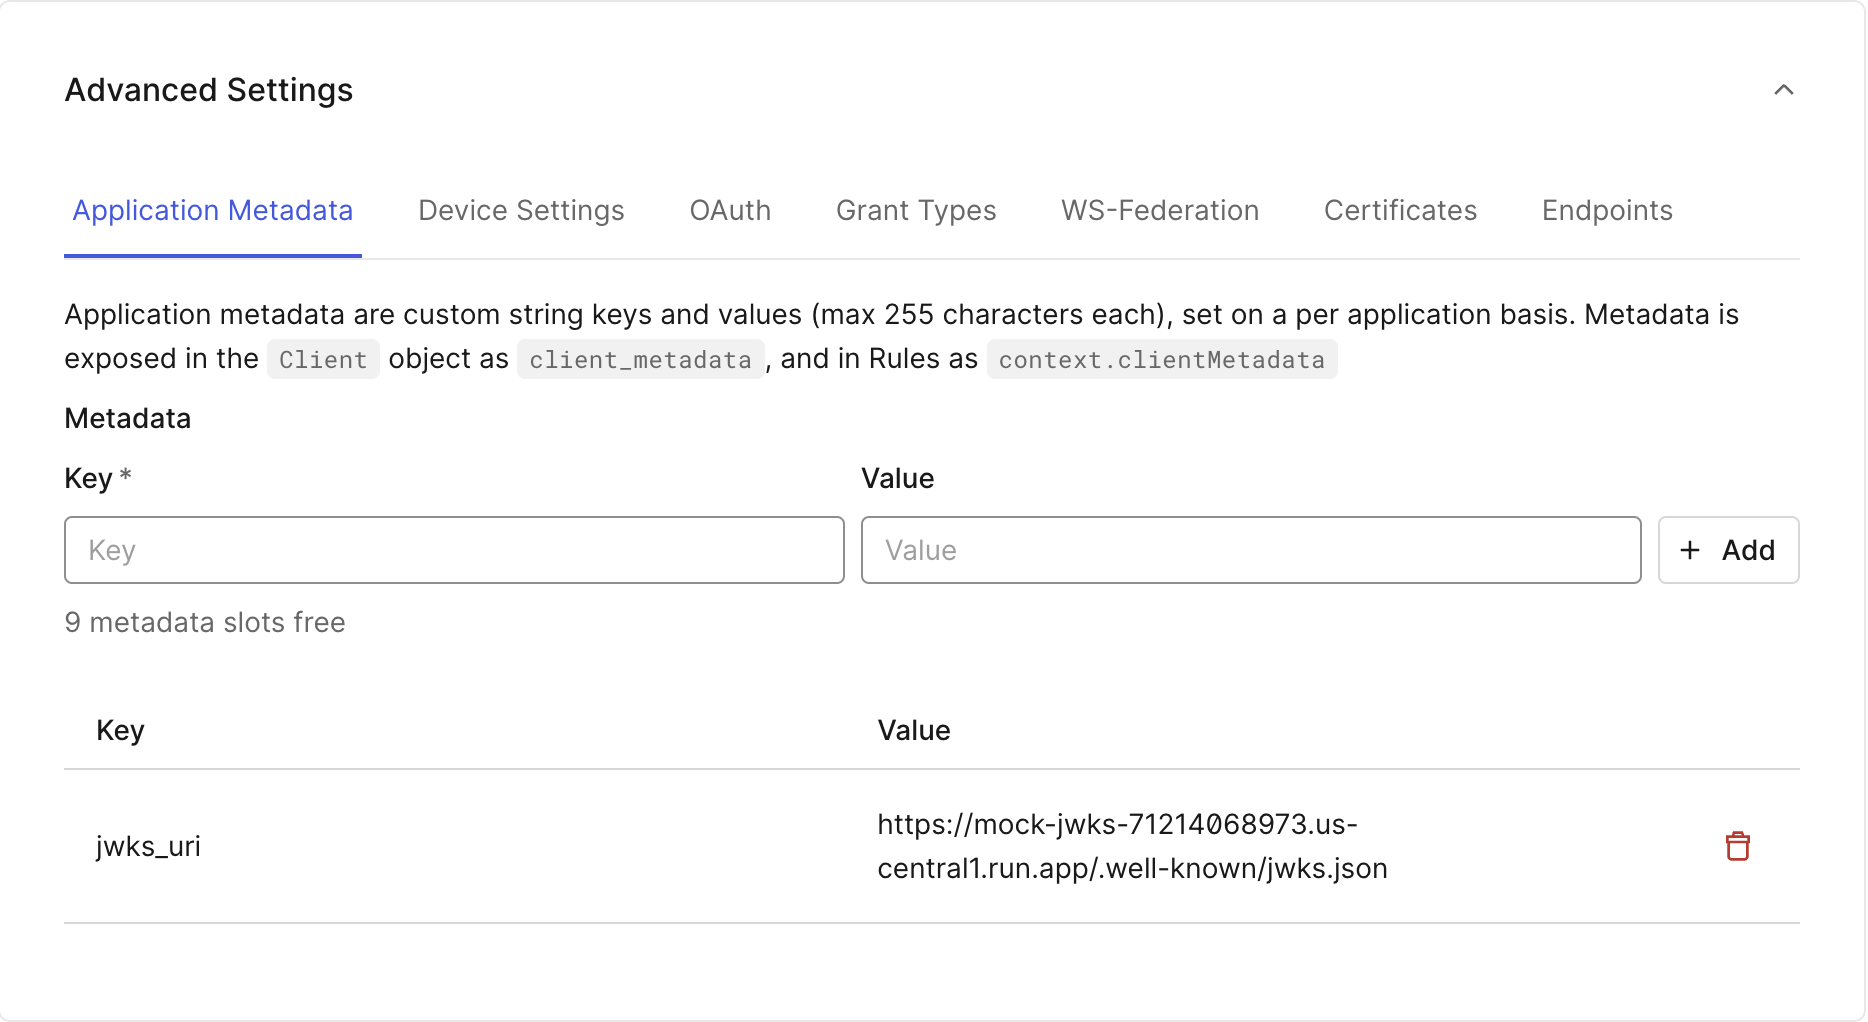 Advanced Settings
Application Metadata Device Settings OAuth Grant Types WS-Federation Certificates Endpoints
Application metadata are custom string keys and values (max 255 characters each), set on a per application basis. Metadata is
exposed in the Client object as client_metadata, and in Rules as context.clientMetadata
Metadata
Key * Value
Key Value + Add
9 metadata slots free
Key Value
jwks_uri https://mock-jwks-71214068973.us-
central1.run.app/.well-known/jwks.json